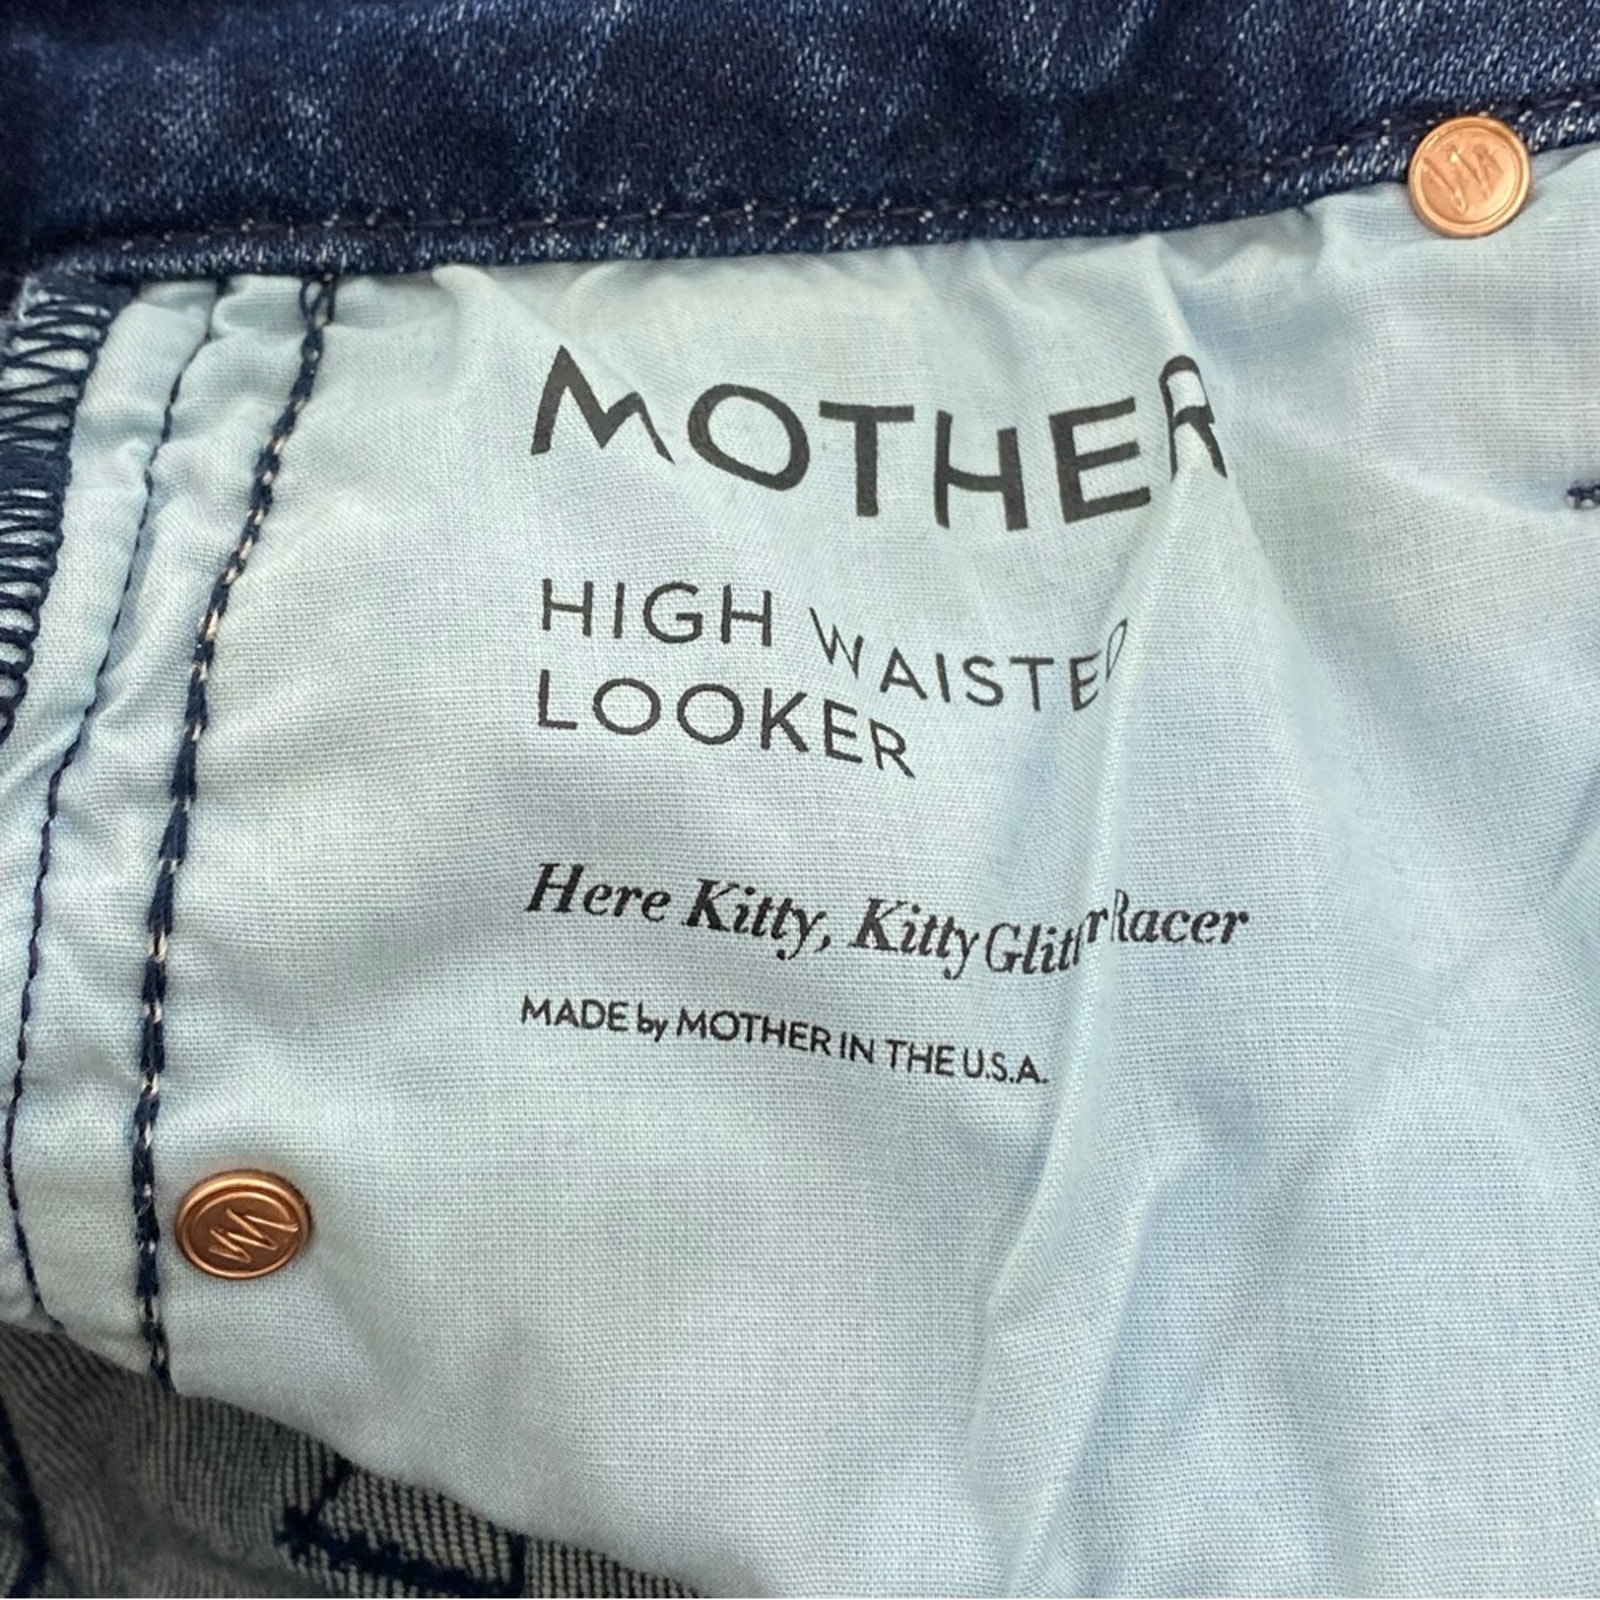 MOTHER
HIGH WAISTED
LOOKER
Here Kitty, Kitty Glitter Racer
MADE by MOTHER IN THE U.S.A.